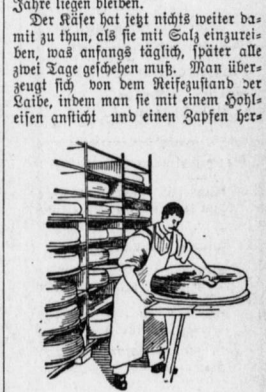 Jahre liegen bleiben.
Der Käser hat jetzt nichts weiter da-
mit zu thun, als sie mit Salz einzurei-
ben, was anfangs täglich, später alle
zwei Tage geschehen muß. Man über-
zeugt sich von dem Reifezustand der
Laibe, indem man sie mit einem Hohl-
eisen ansticht und einen Zapfen her-